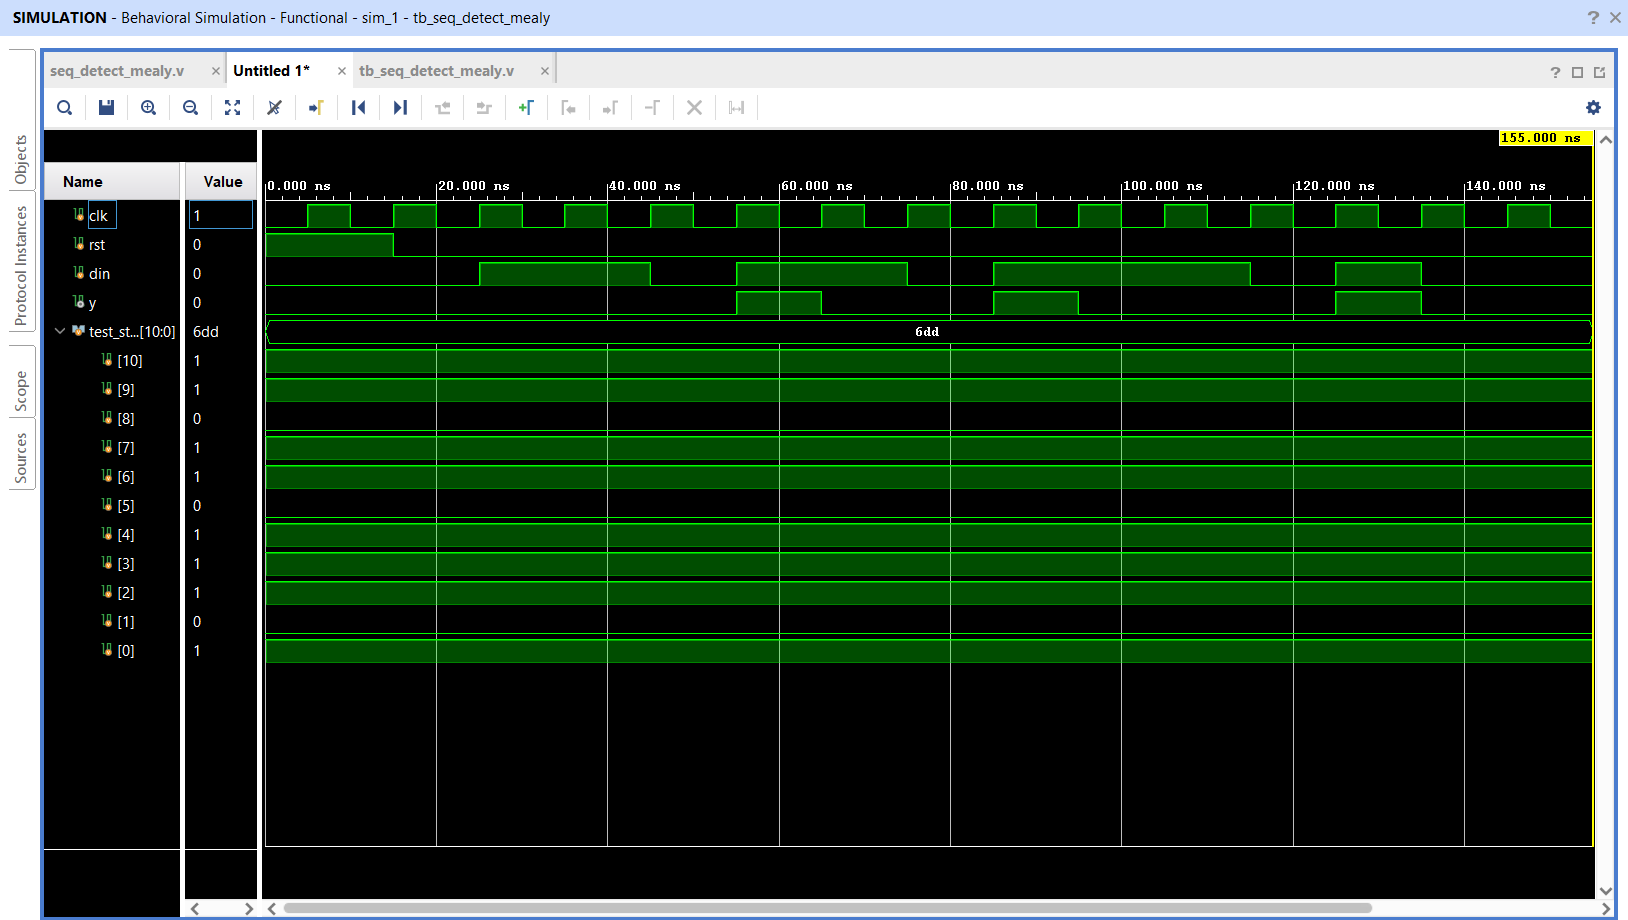 SIMULATION - Behavioral Simulation - Functional - sim_1 - tb_seq_detect_mealy
seq_detect_mealy.v
Untitled 1*
tb_seq_detect_mealy.v
Objects
Protocol Instances
Scope
Sources
155.000 ns
Name Value
0.000 ns 20.000 ns 40.000 ns 60.000 ns 80.000 ns 100.000 ns 120.000 ns 140.000 ns
clk 1
rst 0
din 0
y 0
test_st...[10:0] 6dd 6dd
[10] 1
[9] 1
[8] 0
[7] 1
[6] 1
[5] 0
[4] 1
[3] 1
[2] 1
[1] 0
[0] 1